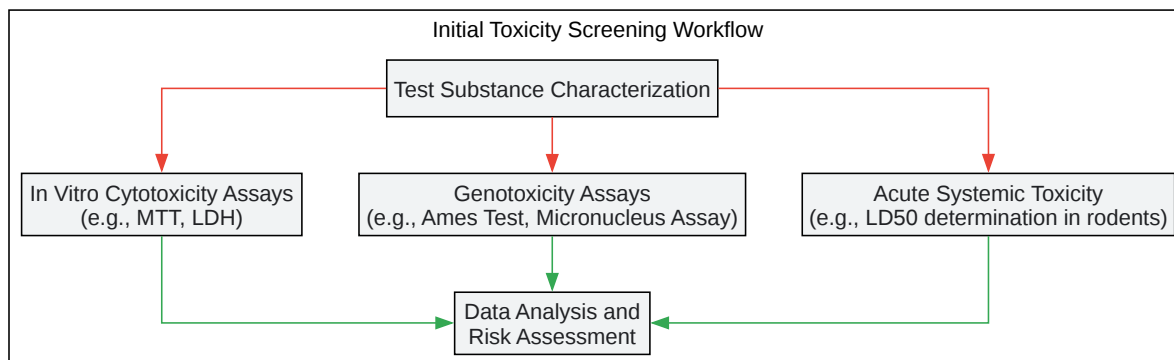 Initial Toxicity Screening Workflow
Test Substance Characterization
In Vitro Cytotoxicity Assays
(e.g., MTT, LDH)
Genotoxicity Assays
(e.g., Ames Test, Micronucleus Assay)
Acute Systemic Toxicity
(e.g., LD50 determination in rodents)
Data Analysis and
Risk Assessment